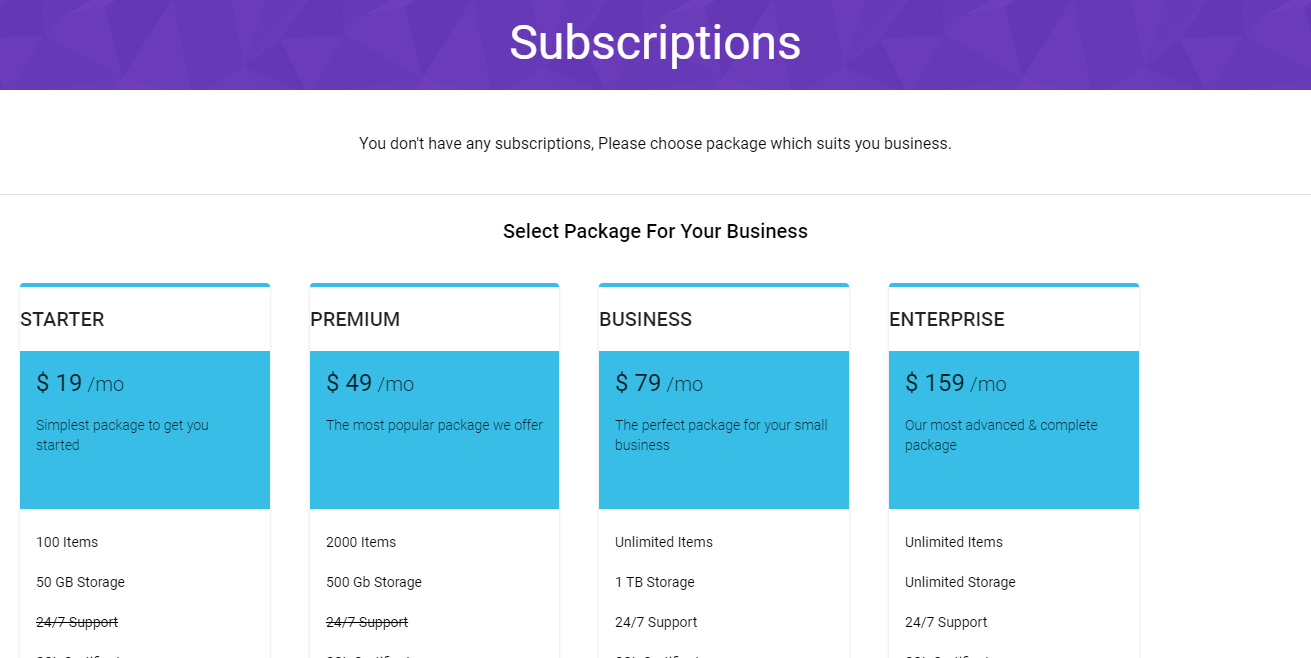 Subscriptions
You don't have any subscriptions, Please choose package which suits you business.
Select Package For Your Business
STARTER
$ 19 /mo
Simplest package to get you
started
100 Items
50 GB Storage
24/7 Support
PREMIUM
$ 49 /mo
The most popular package we offer
2000 Items
500 Gb Storage
24/7 Support
BUSINESS
$ 79 /mo
The perfect package for your small
business
Unlimited Items
1 TB Storage
24/7 Support
ENTERPRISE
$ 159 /mo
Our most advanced & complete
package
Unlimited Items
Unlimited Storage
24/7 Support